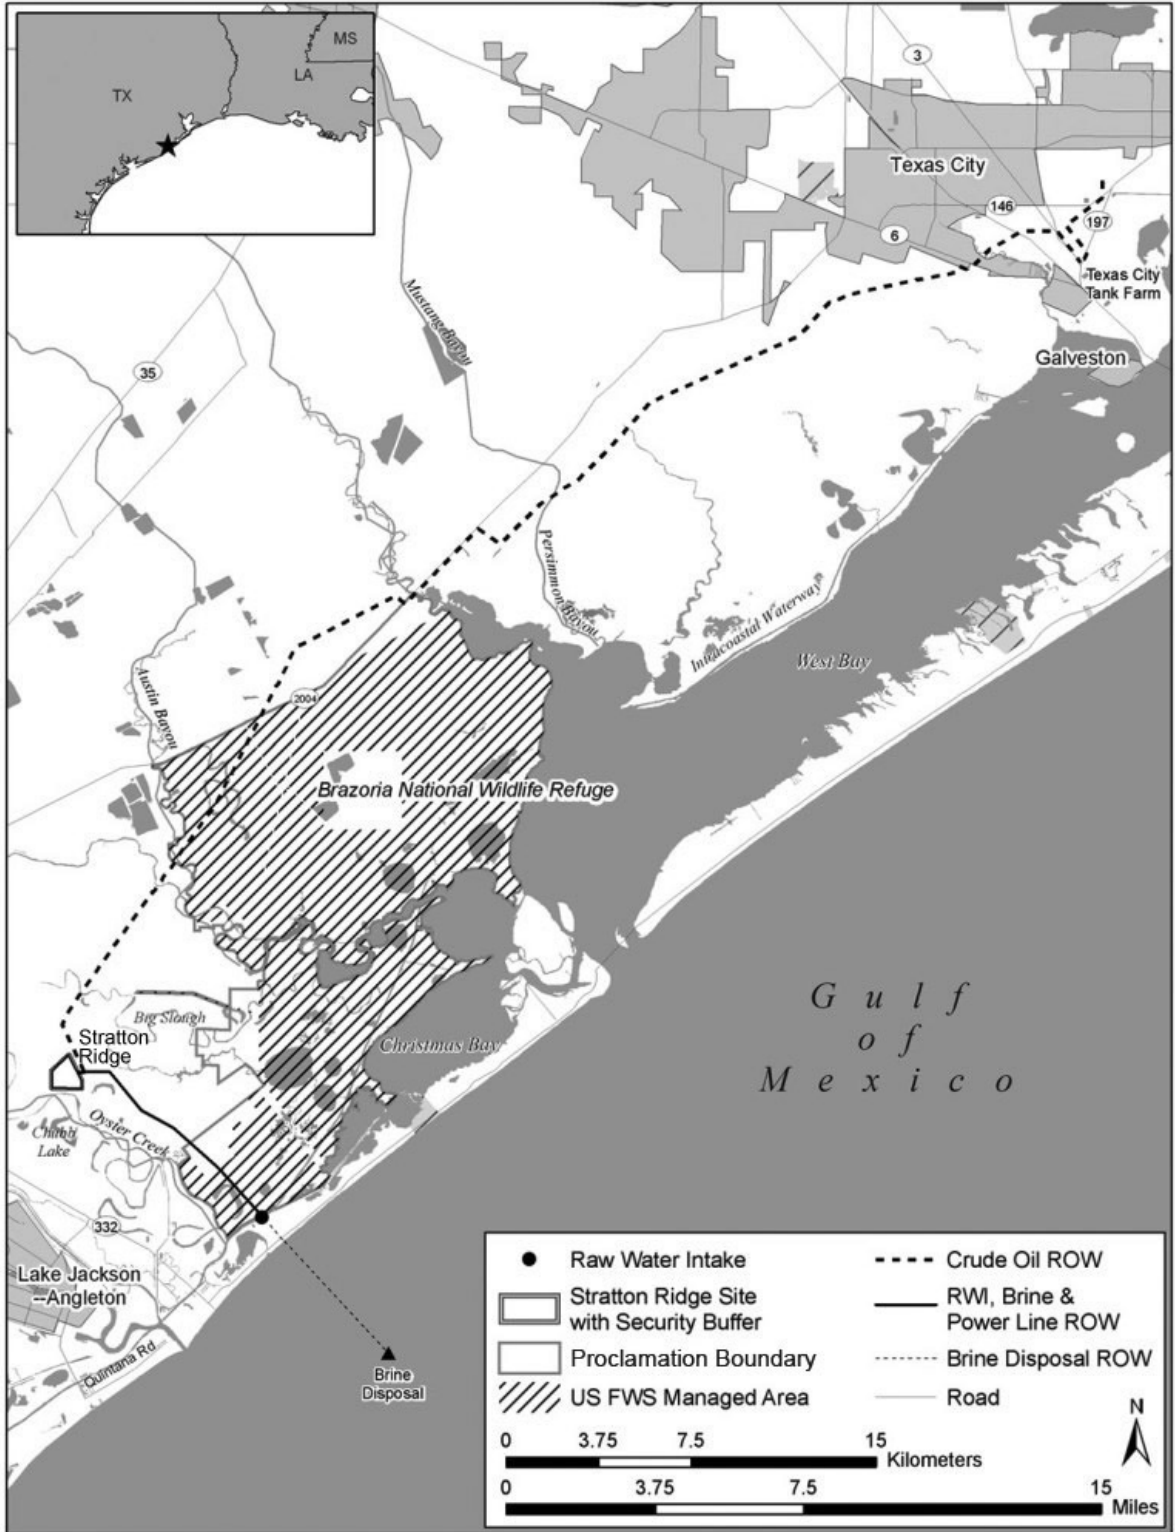 MS
LA
TX
3
Texas City
146
197
6
Texas City
Tank Farm
Mustang Bayou
Galveston
35
Persimmon Bayou
Intracoastal Waterway
West Bay
Austin Bayou
2004
Brazoria National Wildlife Refuge
Gulf
of
Mexico
Big Slough
Stratton
Ridge
Christmas Bay
Oyster Creek
Chubb
Lake
332
Lake Jackson
--Angleton
Quintana Rd
Brine
Disposal
Raw Water Intake
Stratton Ridge Site
with Security Buffer
Proclamation Boundary
US FWS Managed Area
Crude Oil ROW
RWI, Brine &
Power Line ROW
Brine Disposal ROW
Road
N
0 3.75 7.5 15
Kilometers
0 3.75 7.5 15
Miles